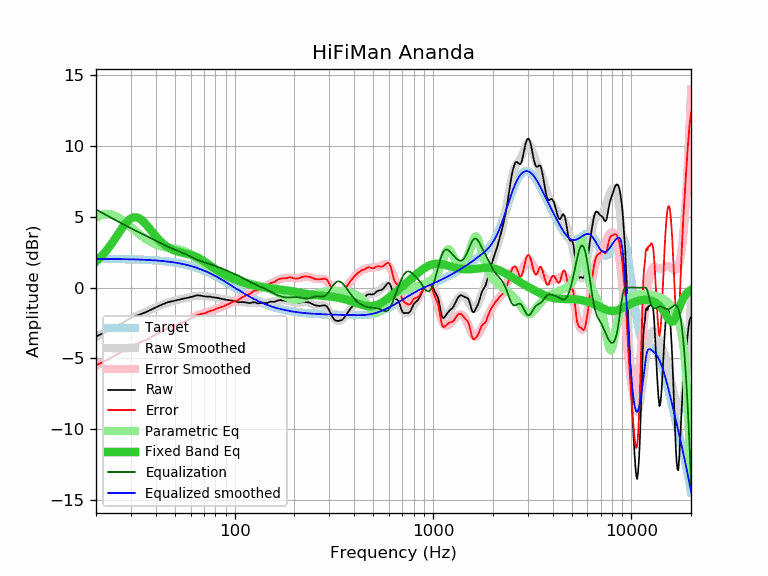 HiFiMan Ananda
15
10
5
0
−5
−10
−15
Amplitude (dBr)
Target
Raw Smoothed
Error Smoothed
Raw
Error
Parametric Eq
Fixed Band Eq
Equalization
Equalized smoothed
100
1000
10000
Frequency (Hz)